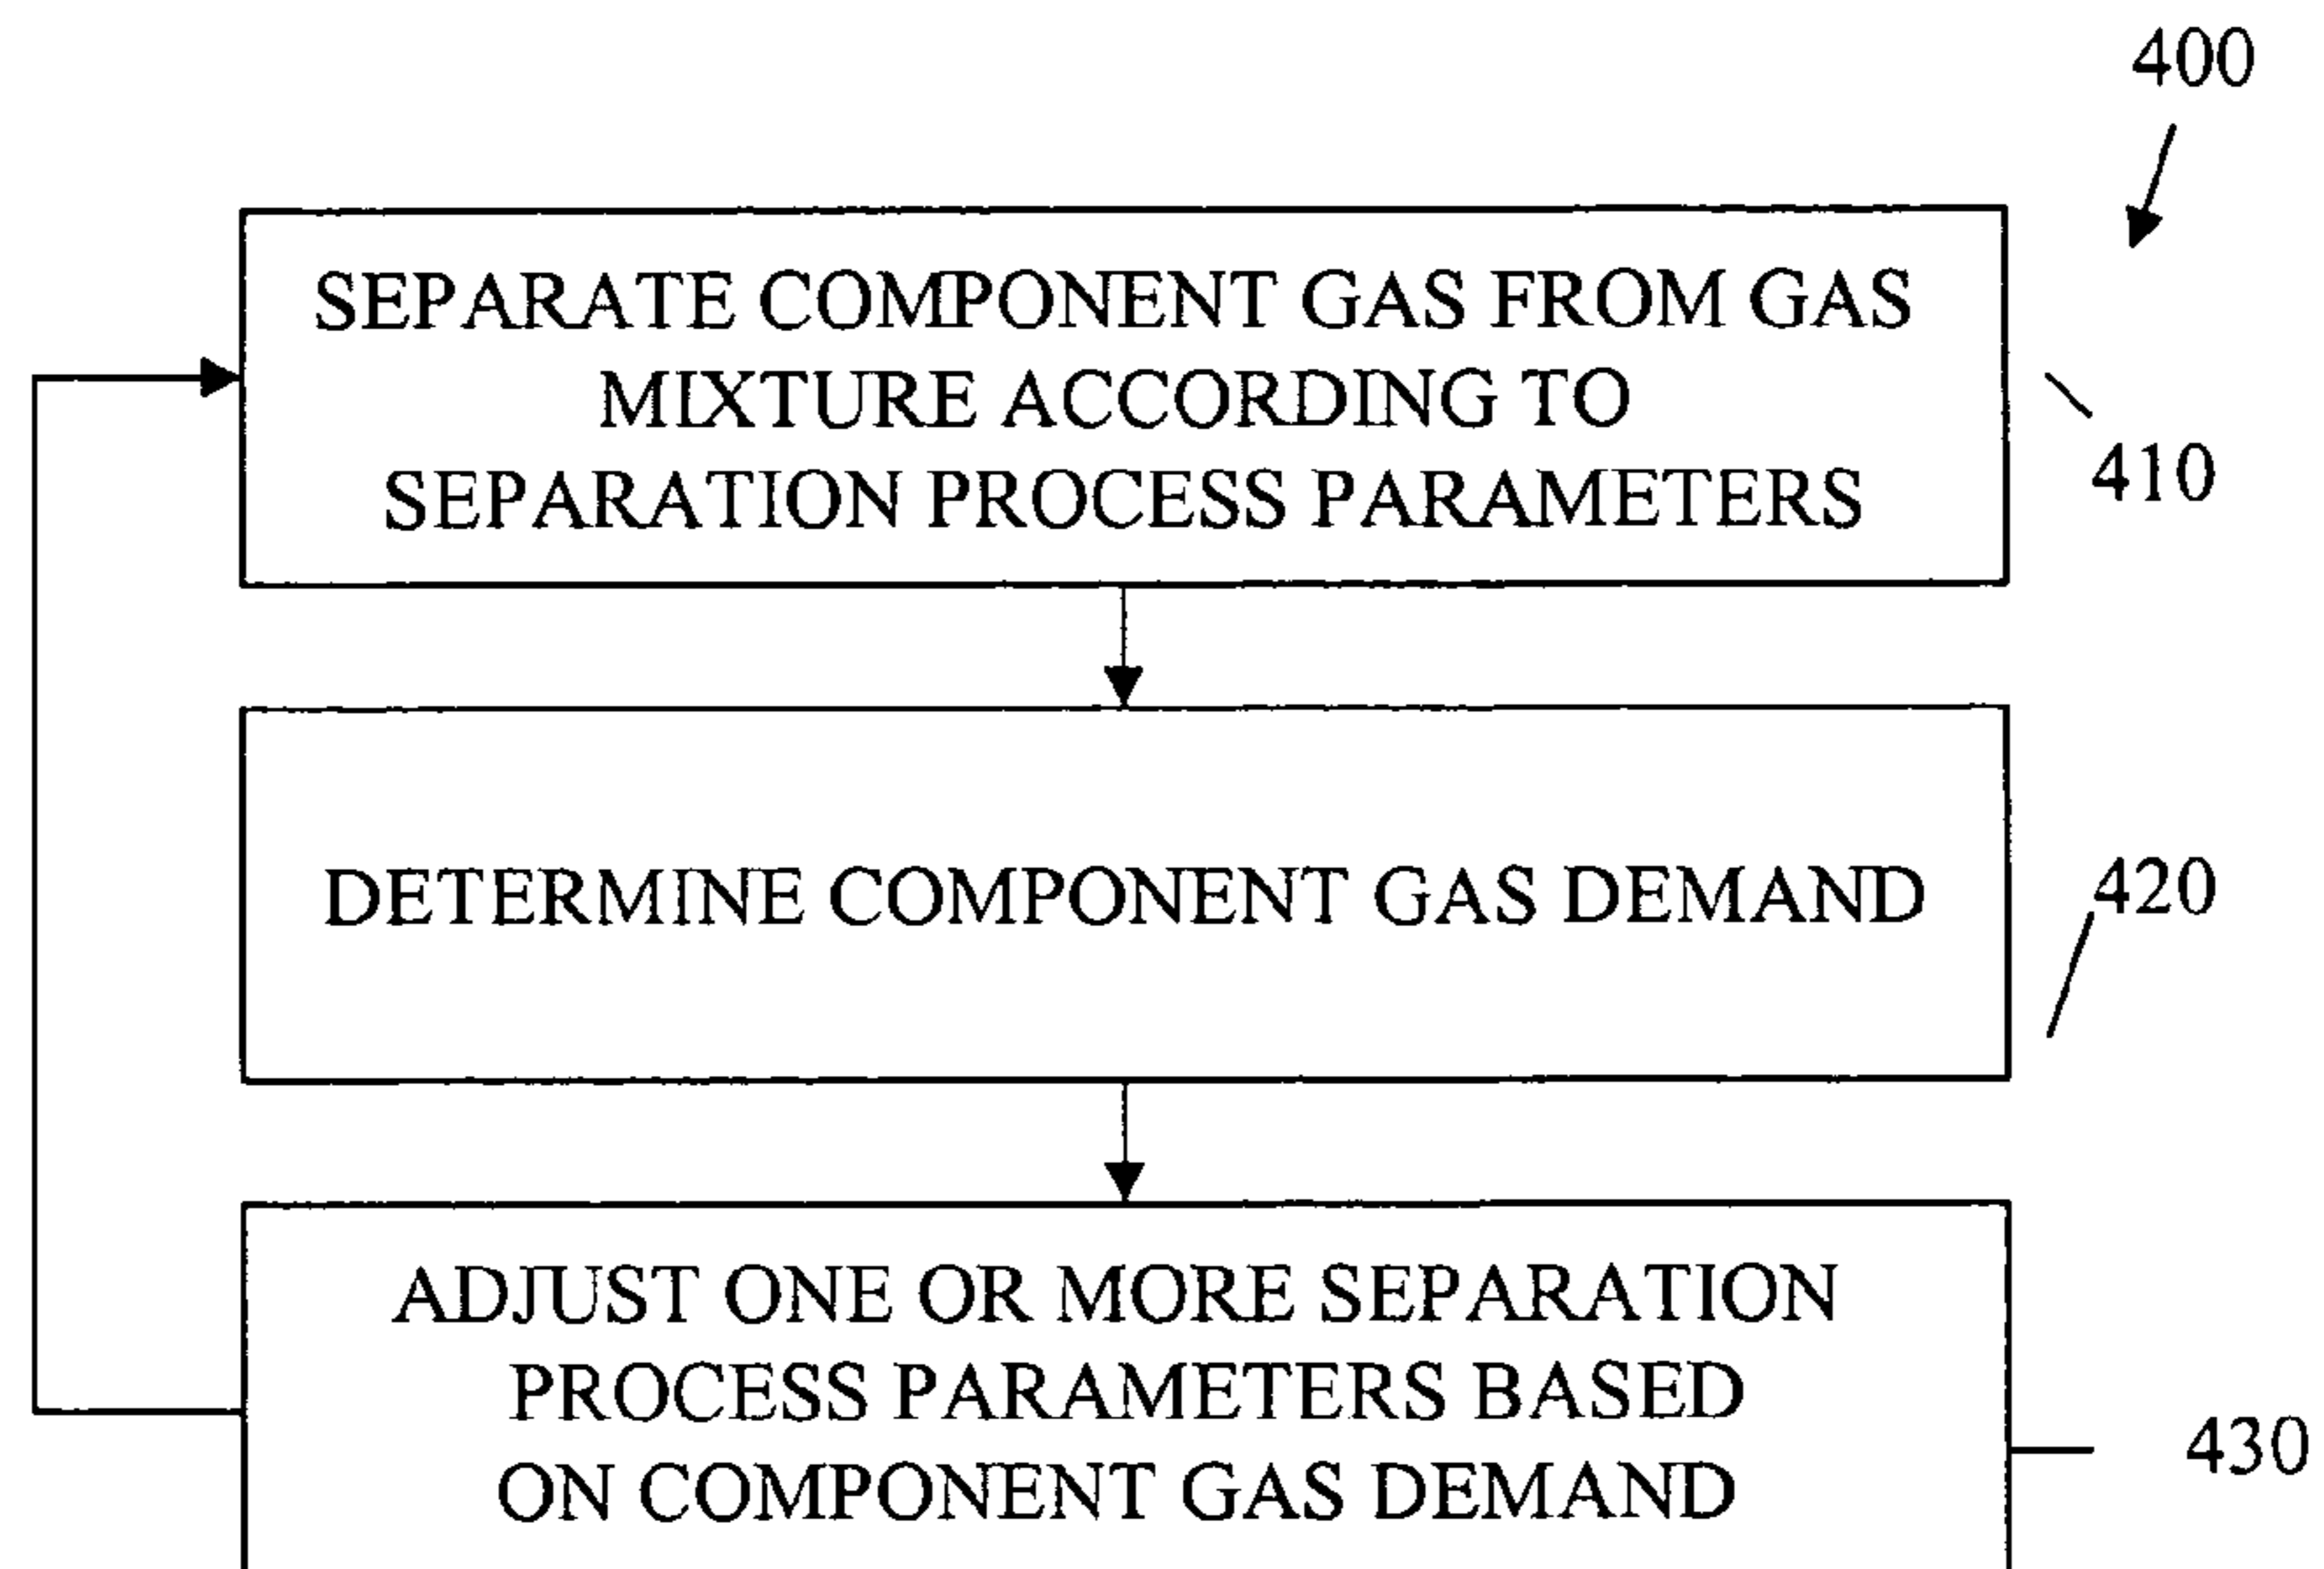 400
SEPARATE COMPONENT GAS FROM GAS
MIXTURE ACCORDING TO
SEPARATION PROCESS PARAMETERS
410
DETERMINE COMPONENT GAS DEMAND
420
ADJUST ONE OR MORE SEPARATION
PROCESS PARAMETERS BASED
ON COMPONENT GAS DEMAND
430